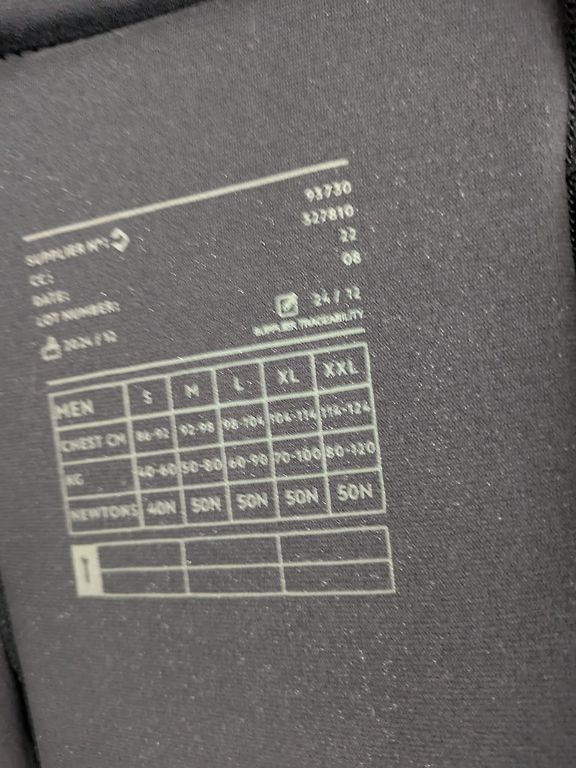 93730
SUPPLIER N°: 327810
CC: 22
DATE: 08
LOT NUMBER: 24 / 12
2024 / 12
SUPPLIER TRACEABILITY
MEN S M L XL XXL
CHEST CM 86-92 92-98 98-104 104-114 114-124
KG 40-60 50-80 60-90 70-100 80-120
NEWTONS 40N 50N 50N 50N 50N